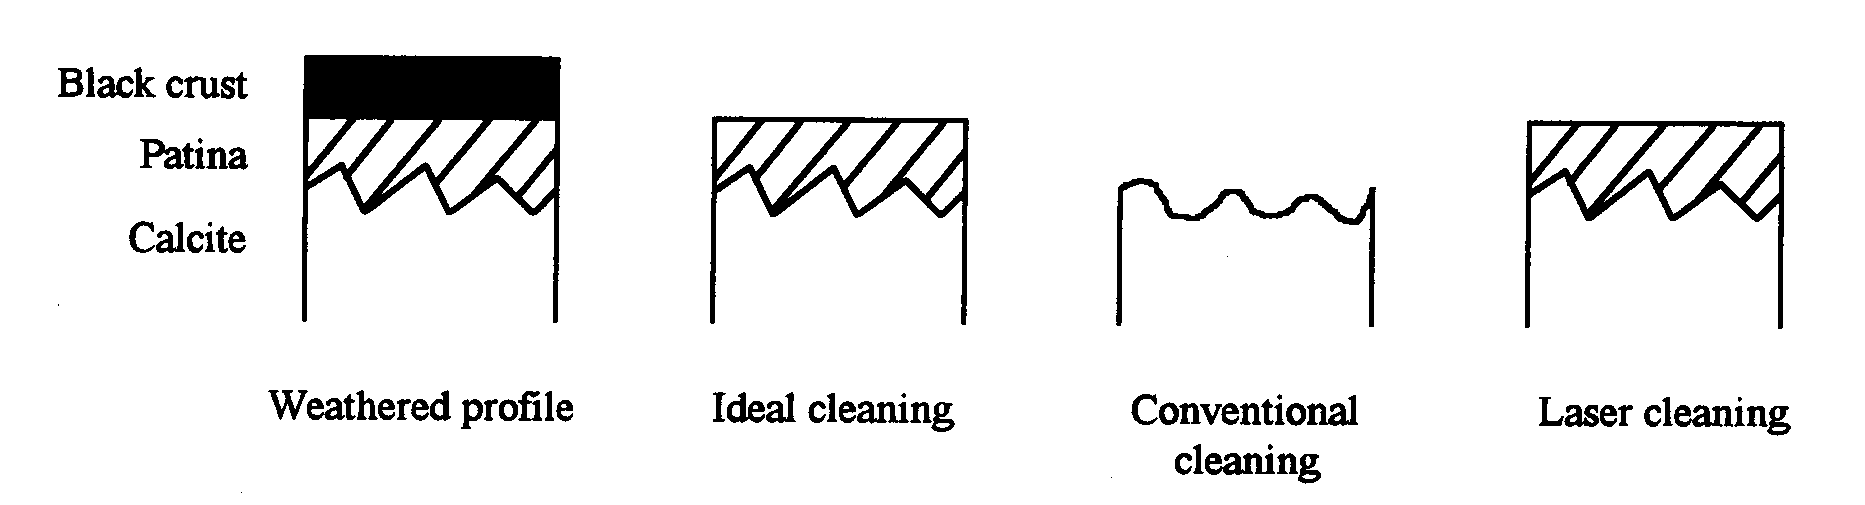 Black crust
Patina
Calcite
Weathered profile
Ideal cleaning
Conventional
cleaning
Laser cleaning